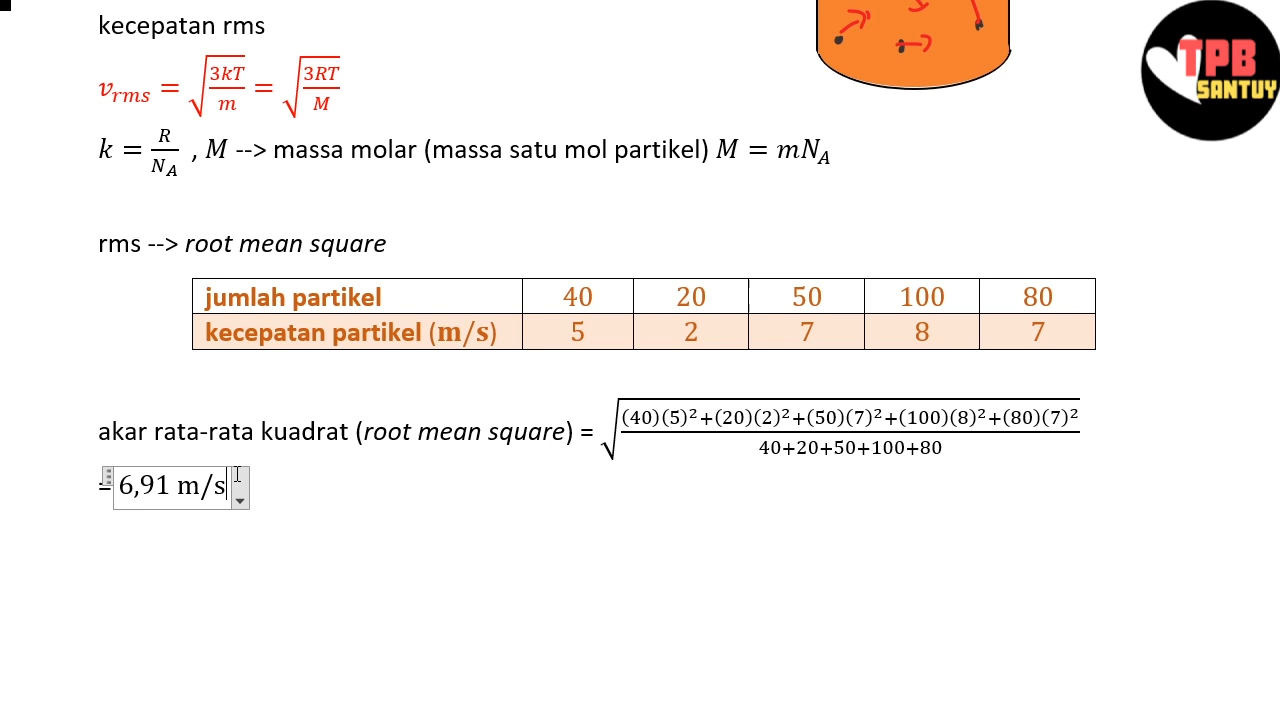 kecepatan rms
TPB
SANTUY
v_rms = √(3kT/m) = √(3RT/M)
k = R/N_A , M --> massa molar (massa satu mol partikel) M = mN_A
rms --> root mean square
jumlah partikel 40 20 50 100 80
kecepatan partikel (m/s) 5 2 7 8 7
akar rata-rata kuadrat (root mean square) = √(((40)(5)²+(20)(2)²+(50)(7)²+(100)(8)²+(80)(7)²)/(40+20+50+100+80))
= 6,91 m/s